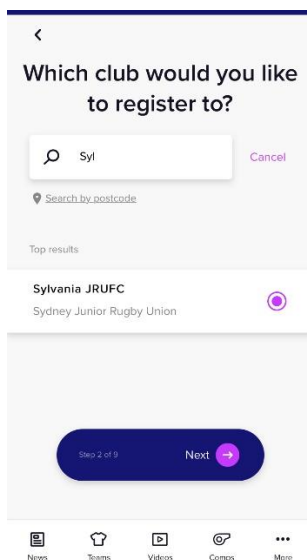 Which club would you like
to register to?
Syl
Cancel
Search by postcode
Top results
Sylvania JRUFC
Sydney Junior Rugby Union
Step 2 of 9
Next
News Teams Videos Comps More